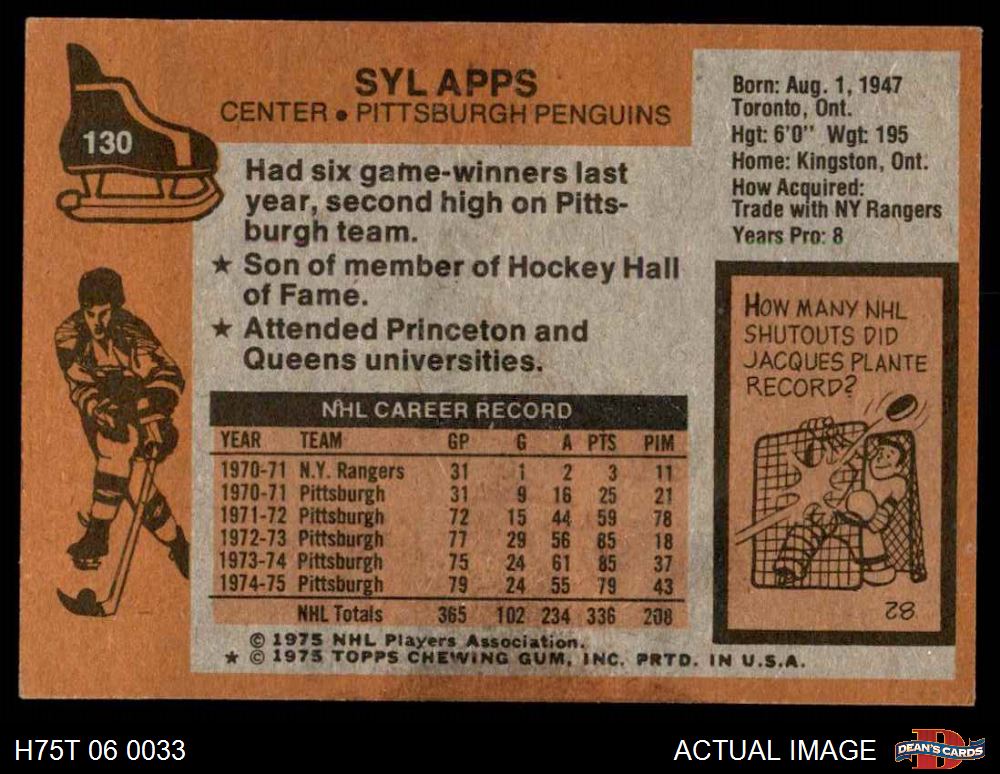 130
SYL APPS
CENTER • PITTSBURGH PENGUINS
Had six game-winners last
year, second high on Pitts-
burgh team.
★ Son of member of Hockey Hall
of Fame.
★ Attended Princeton and
Queens universities.
NHL CAREER RECORD
YEAR TEAM GP G A PTS PIM
1970-71 N.Y. Rangers 31 1 2 3 11
1970-71 Pittsburgh 31 9 16 25 21
1971-72 Pittsburgh 72 15 44 59 78
1972-73 Pittsburgh 77 29 56 85 18
1973-74 Pittsburgh 75 24 61 85 37
1974-75 Pittsburgh 79 24 55 79 43
NHL Totals 365 102 234 336 208
© 1975 NHL Players Association.
★ © 1975 TOPPS CHEWING GUM, INC. PRTD. IN U.S.A.
Born: Aug. 1, 1947
Toronto, Ont.
Hgt: 6'0" Wgt: 195
Home: Kingston, Ont.
How Acquired:
Trade with NY Rangers
Years Pro: 8
HOW MANY NHL
SHUTOUTS DID
JACQUES PLANTE
RECORD?
82
H75T 06 0033
ACTUAL IMAGE
D
DEAN'S CARDS